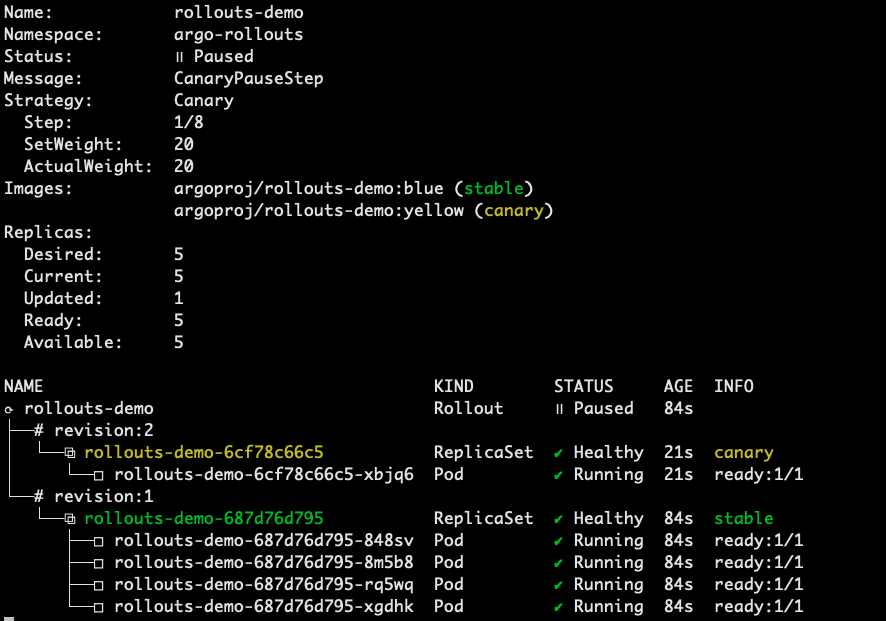 Name: rollouts-demo
Namespace: argo-rollouts
Status: ॥ Paused
Message: CanaryPauseStep
Strategy: Canary
Step: 1/8
SetWeight: 20
ActualWeight: 20
Images: argoproj/rollouts-demo:blue (stable)
argoproj/rollouts-demo:yellow (canary)
Replicas:
Desired: 5
Current: 5
Updated: 1
Ready: 5
Available: 5
NAME KIND STATUS AGE INFO
⟳ rollouts-demo Rollout ॥ Paused 84s
├──# revision:2
│ └──⧉ rollouts-demo-6cf78c66c5 ReplicaSet ✔ Healthy 21s canary
│ └──□ rollouts-demo-6cf78c66c5-xbjq6 Pod ✔ Running 21s ready:1/1
└──# revision:1
└──⧉ rollouts-demo-687d76d795 ReplicaSet ✔ Healthy 84s stable
├──□ rollouts-demo-687d76d795-848sv Pod ✔ Running 84s ready:1/1
├──□ rollouts-demo-687d76d795-8m5b8 Pod ✔ Running 84s ready:1/1
├──□ rollouts-demo-687d76d795-rq5wq Pod ✔ Running 84s ready:1/1
└──□ rollouts-demo-687d76d795-xgdhk Pod ✔ Running 84s ready:1/1